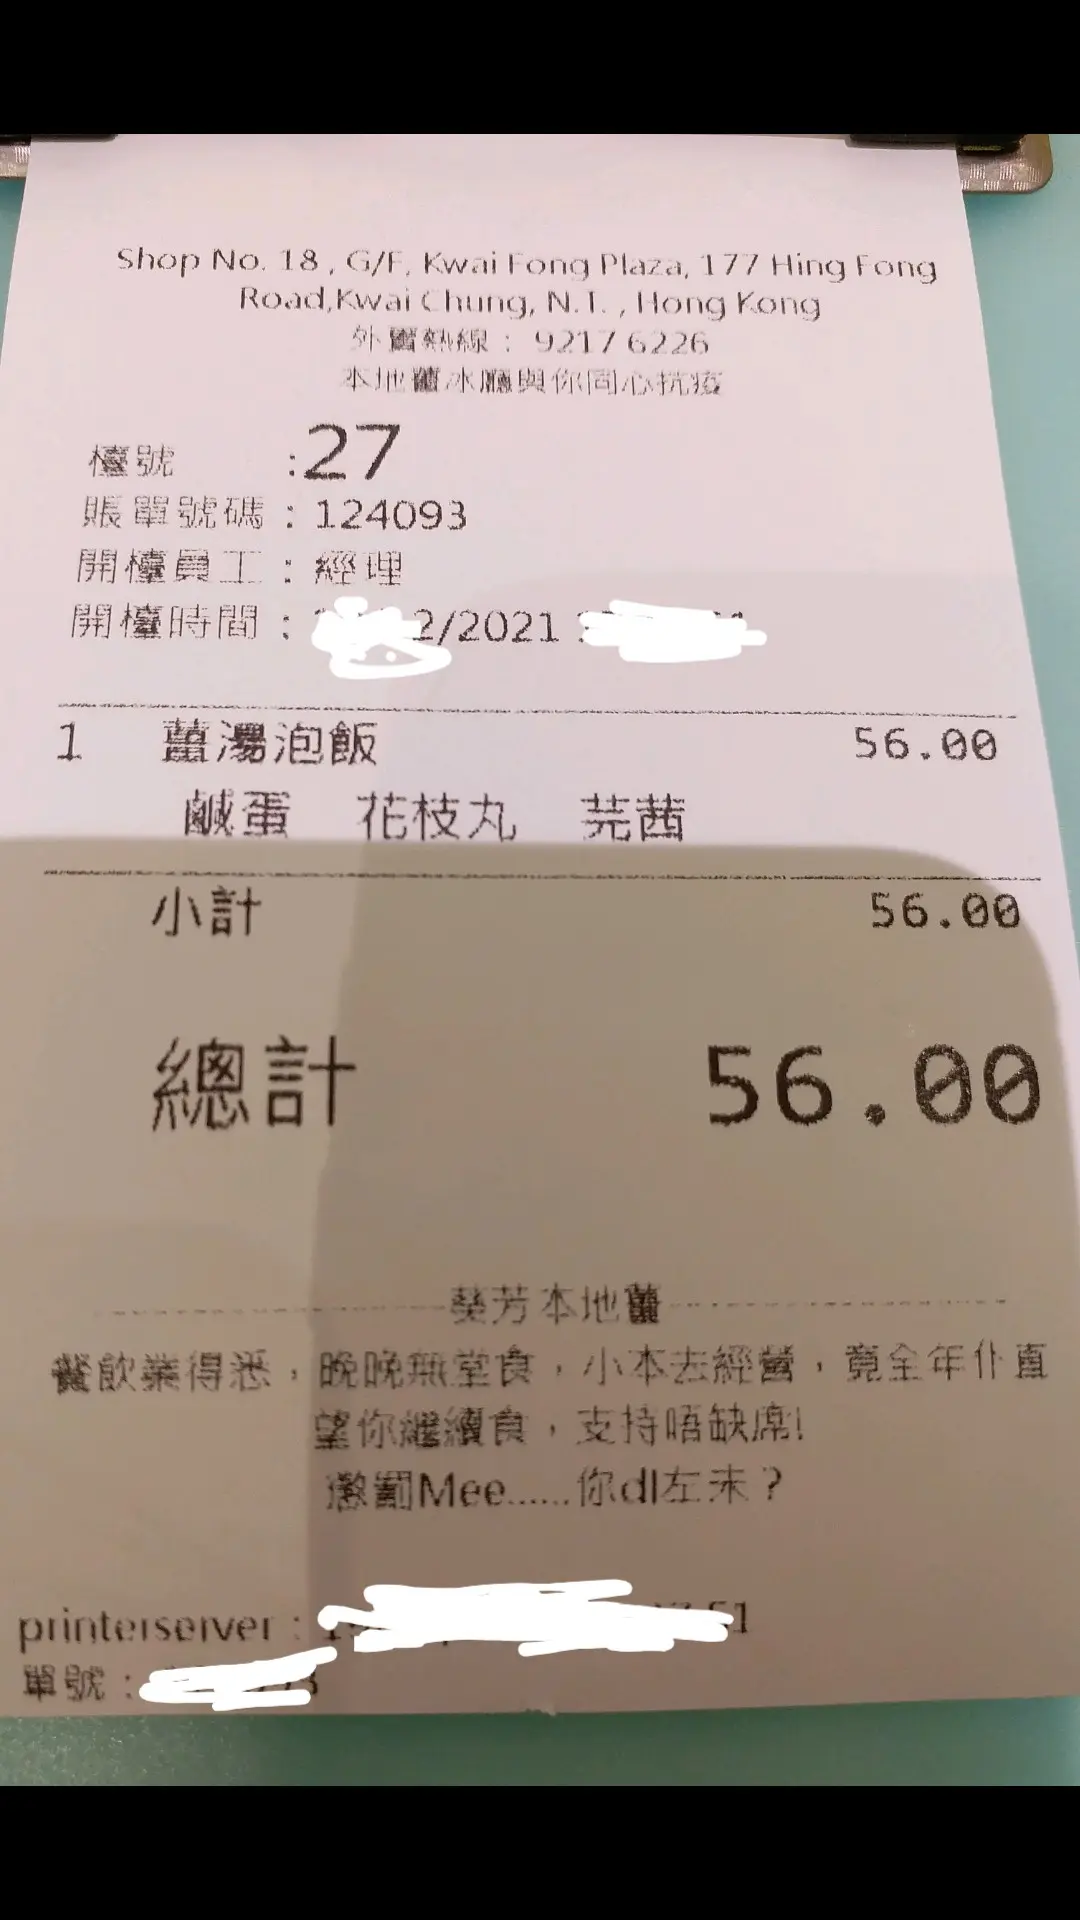 Shop No. 18 , G/F, Kwai Fong Plaza, 177 Hing Fong
Road,Kwai Chung, N.T. , Hong Kong
外賣熱線： 9217 6226
本地薑冰廳與你同心抗疫
檯號 :27
賬單號碼：124093
開檯員工：經理
開檯時間： 2/2021
1 薑湯泡飯 56.00
鹹蛋 花枝丸 芫茜
小計 56.00
總計 56.00
葵芳本地薑
餐飲業得悉，晚晚無堂食，小本去經營，竟全年仆直
望你繼續食，支持唔缺席!
懲罰Mee......你dl左未？
printerserver : 51
單號：